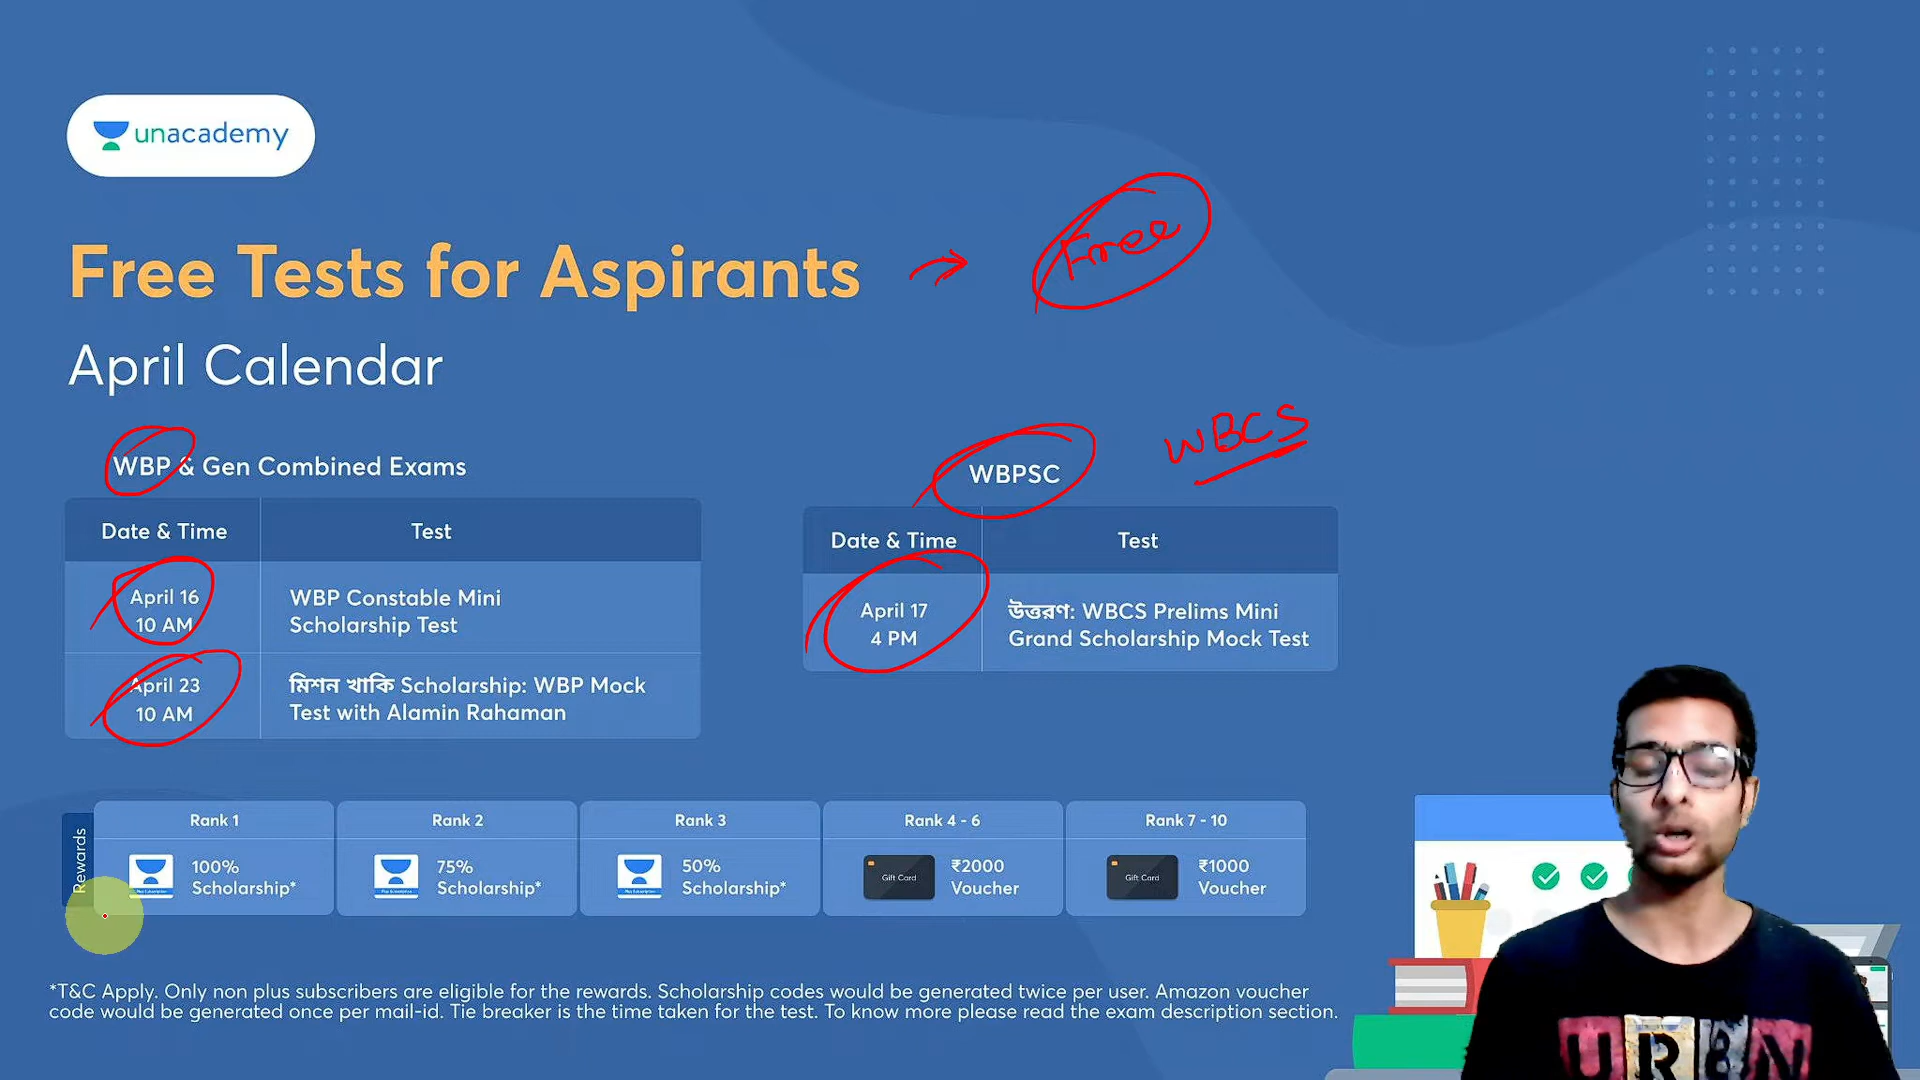 unacademy
Free Tests for Aspirants
Free
April Calendar
WBP & Gen Combined Exams
Date & Time Test
April 16
10 AM
WBP Constable Mini
Scholarship Test
April 23
10 AM
মিশন খাকি Scholarship: WBP Mock
Test with Alamin Rahaman
WBPSC
WBCS
Date & Time Test
April 17
4 PM
উত্তরণ: WBCS Prelims Mini
Grand Scholarship Mock Test
Rewards
Rank 1
100%
Scholarship*
Rank 2
75%
Scholarship*
Rank 3
50%
Scholarship*
Rank 4 - 6
Gift Card
₹2000
Voucher
Rank 7 - 10
Gift Card
₹1000
Voucher
*T&C Apply. Only non plus subscribers are eligible for the rewards. Scholarship codes would be generated twice per user. Amazon voucher
code would be generated once per mail-id. Tie breaker is the time taken for the test. To know more please read the exam description section.
URBN